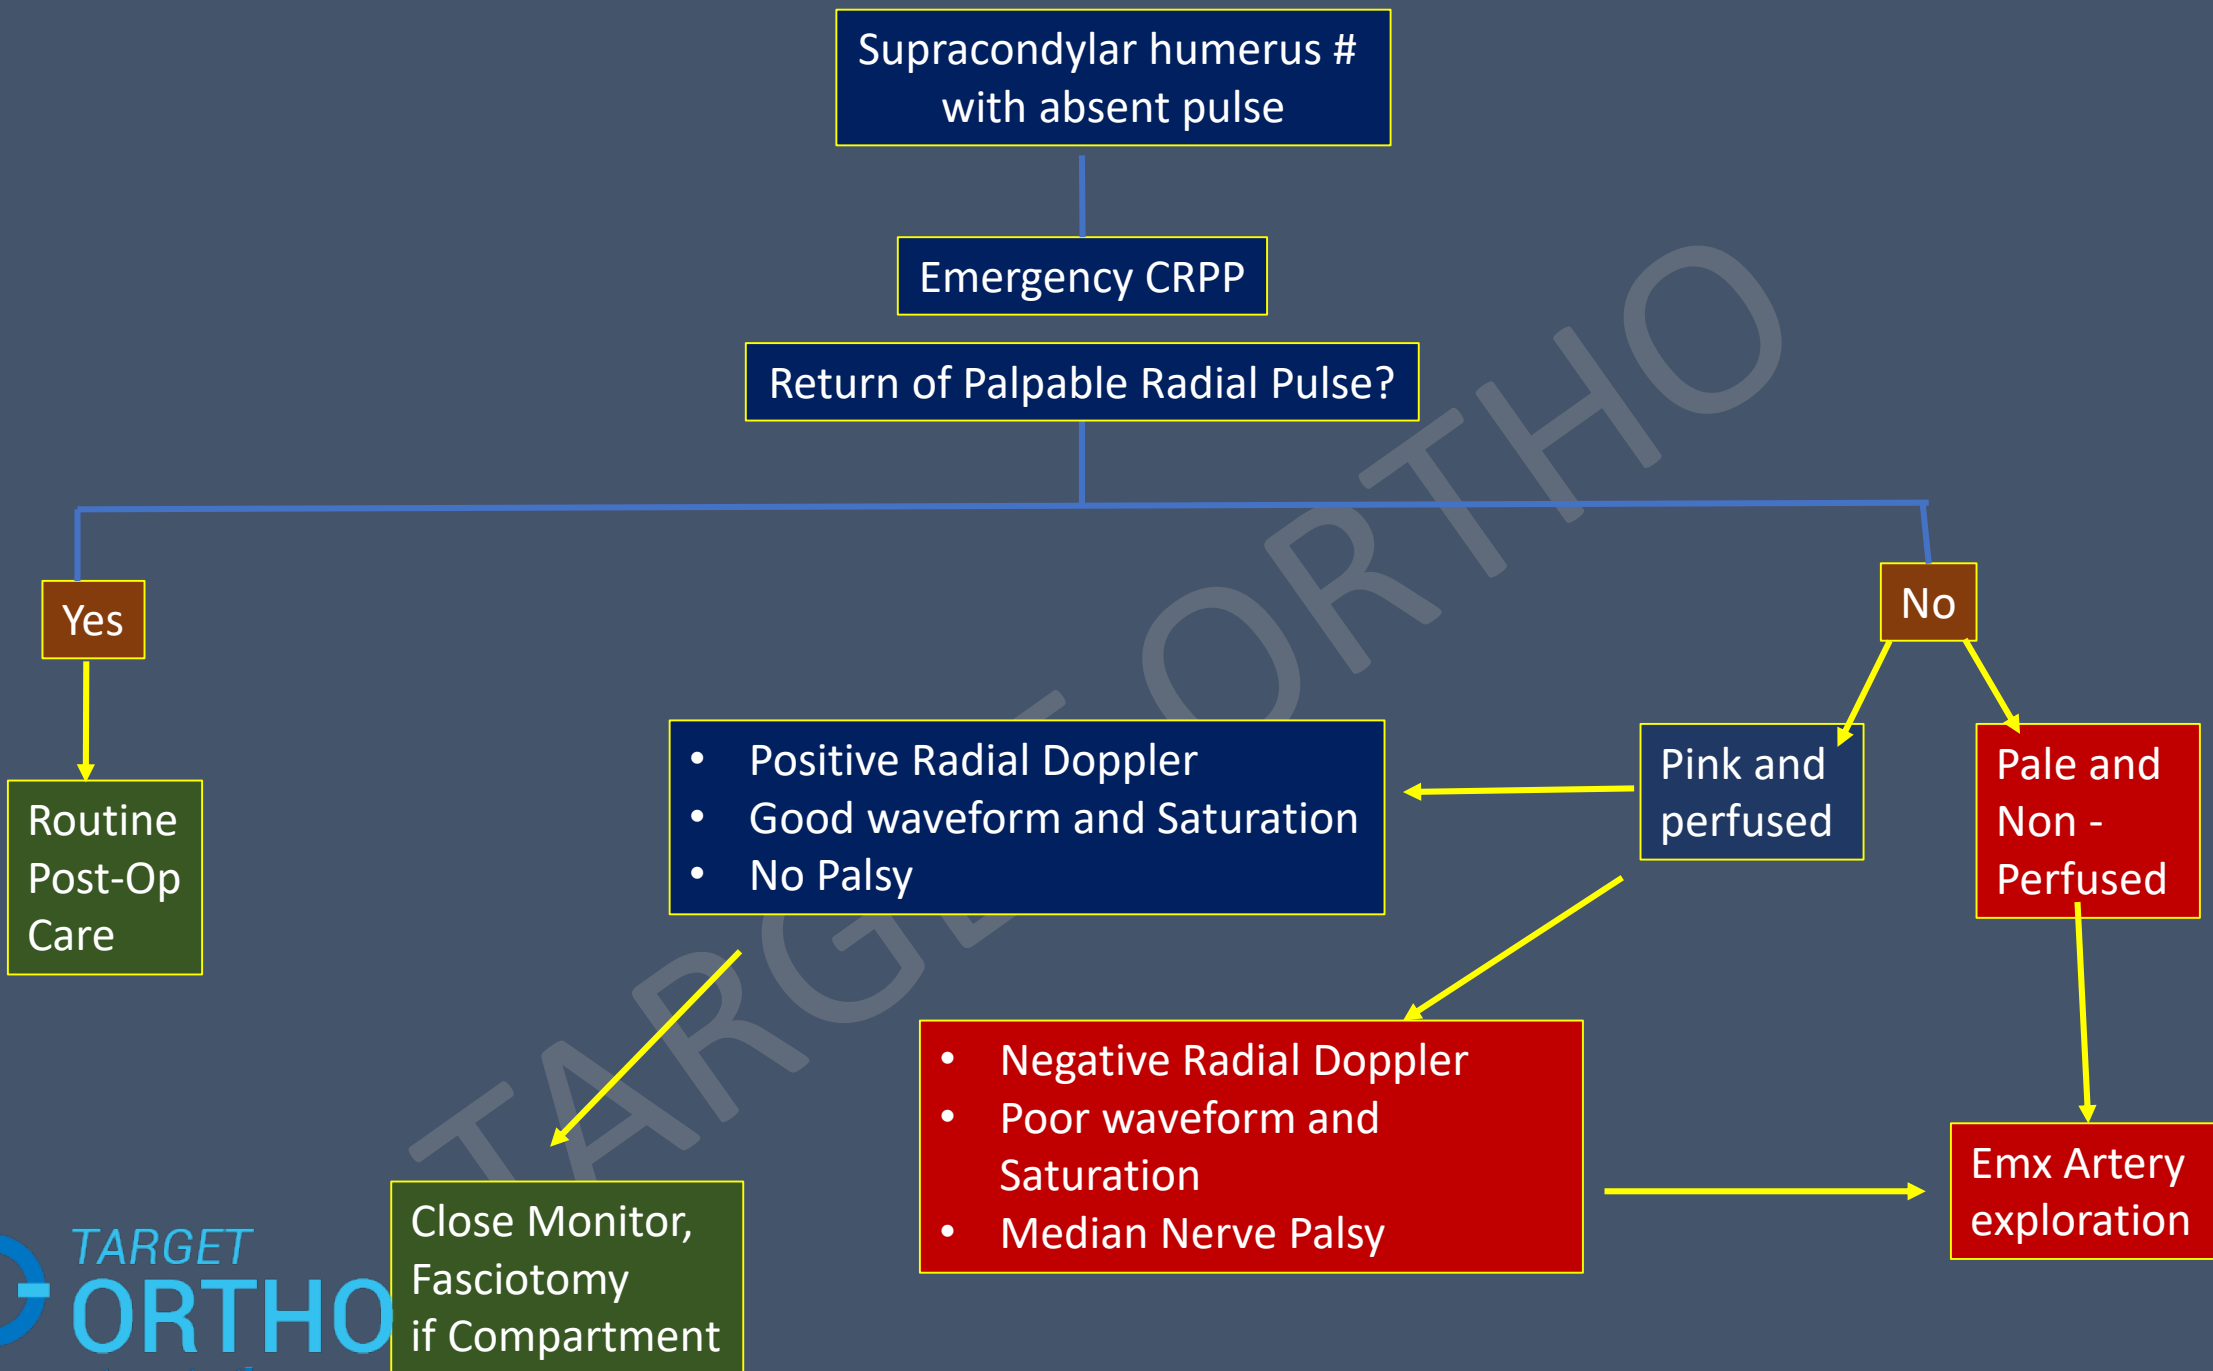 Supracondylar humerus #
with absent pulse
Emergency CRPP
Return of Palpable Radial Pulse?
Yes
No
Routine
Post-Op
Care
• Positive Radial Doppler
• Good waveform and Saturation
• No Palsy
Pink and
perfused
Pale and
Non -
Perfused
• Negative Radial Doppler
• Poor waveform and
Saturation
• Median Nerve Palsy
Emx Artery
exploration
Close Monitor,
Fasciotomy
if Compartment
TARGET ORTHO
TARGET
ORTHO